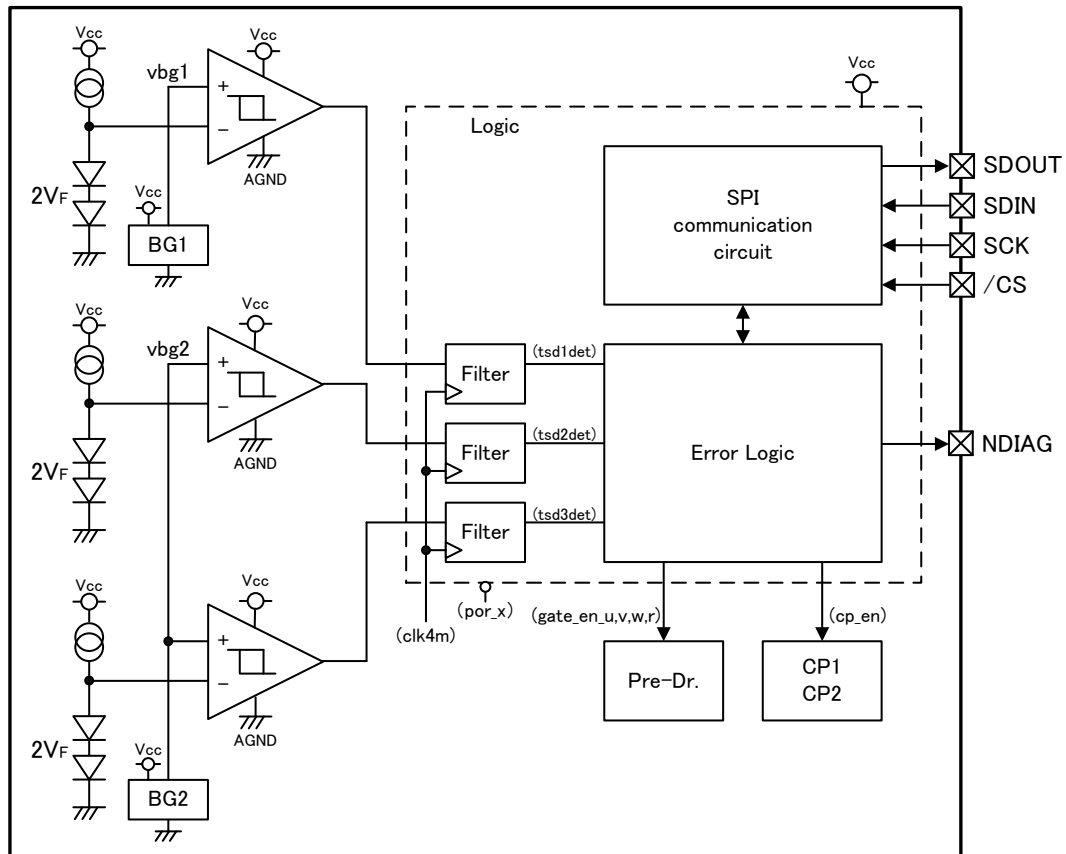 Vcc
vbg1
Vcc
+
−
AGND
2VF
Vcc
BG1
Vcc
Logic
SPI
communication
circuit
SDOUT
SDIN
SCK
/CS
Vcc
vbg2
Vcc
+
−
AGND
2VF
Filter
(tsd1det)
Filter
(tsd2det)
Filter
(tsd3det)
Error Logic
NDIAG
(clk4m)
(por_x)
(gate_en_u,v,w,r)
(cp_en)
Pre-Dr.
CP1
CP2
Vcc
Vcc
+
−
AGND
2VF
Vcc
BG2